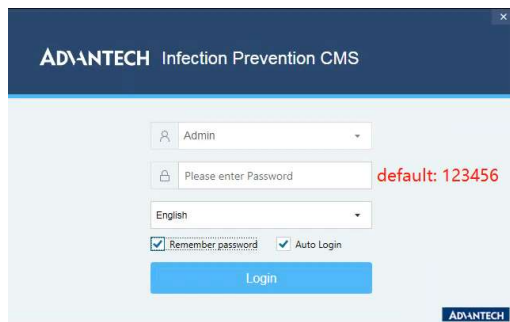 ADVANTECH Infection Prevention CMS
Admin
Please enter Password default: 123456
English
Remember password Auto Login
Login
ADVANTECH